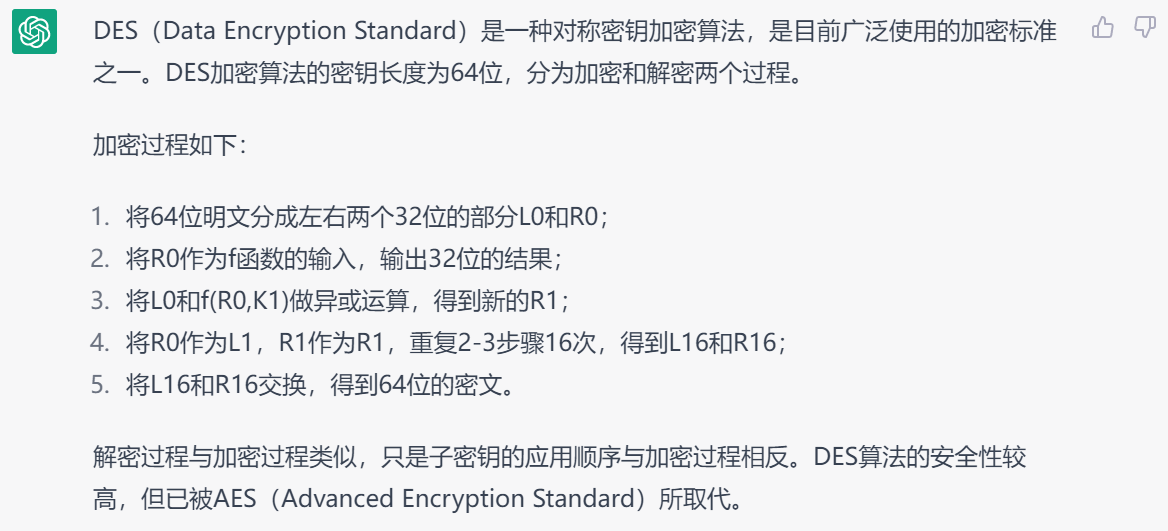 DES（Data Encryption Standard）是一种对称密钥加密算法，是目前广泛使用的加密标准
之一。DES加密算法的密钥长度为64位，分为加密和解密两个过程。
加密过程如下：
1. 将64位明文分成左右两个32位的部分L0和R0；
2. 将R0作为f函数的输入，输出32位的结果；
3. 将L0和f(R0,K1)做异或运算，得到新的R1；
4. 将R0作为L1，R1作为R1，重复2-3步骤16次，得到L16和R16；
5. 将L16和R16交换，得到64位的密文。
解密过程与加密过程类似，只是子密钥的应用顺序与加密过程相反。DES算法的安全性较
高，但已被AES（Advanced Encryption Standard）所取代。